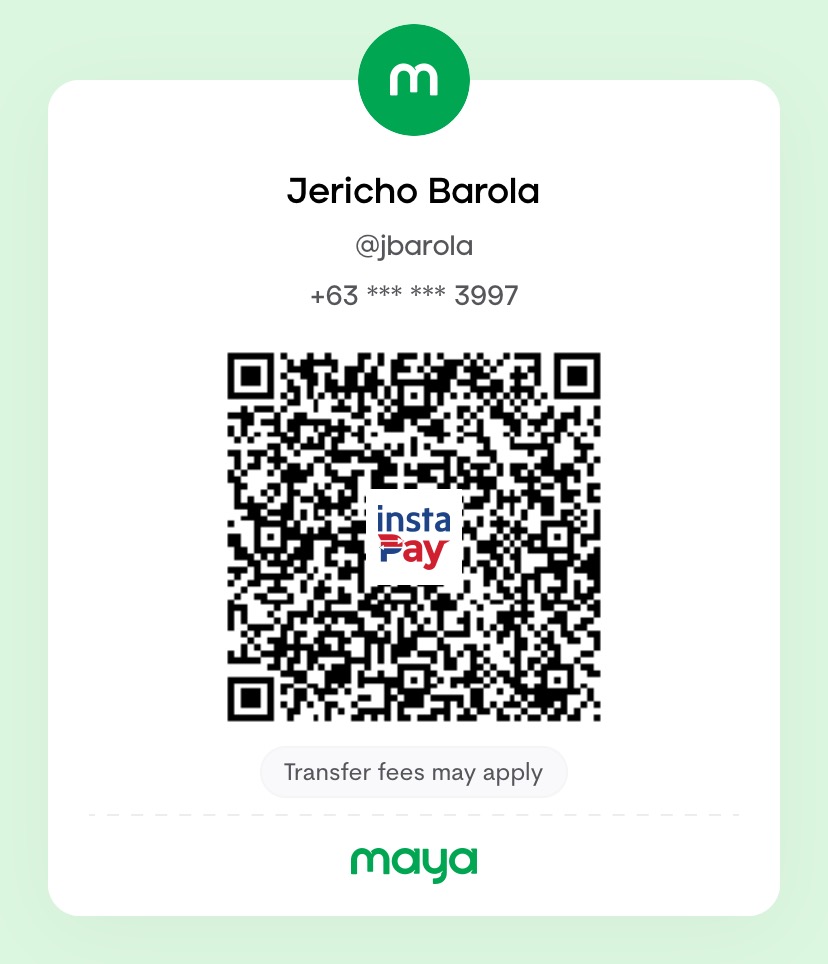 m
Jericho Barola
@jbarola
+63 *** *** 3997
insta
Pay
Transfer fees may apply
maya